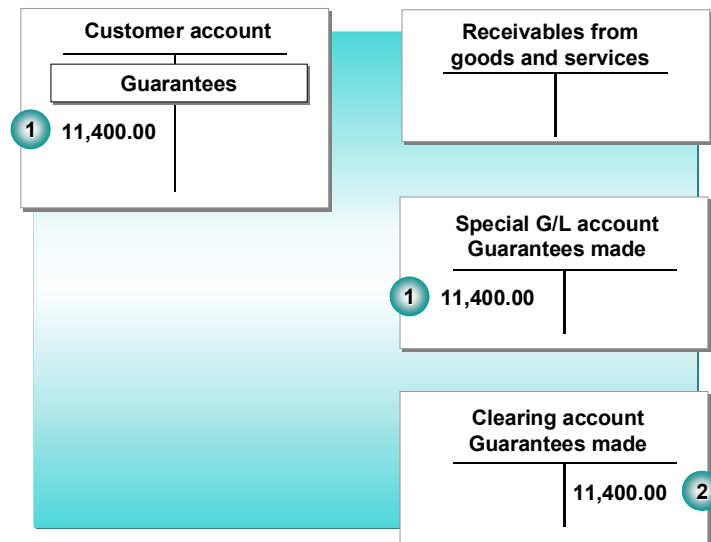 Customer account
Guarantees
1 11,400.00
Receivables from
goods and services
Special G/L account
Guarantees made
1 11,400.00
Clearing account
Guarantees made
11,400.00 2